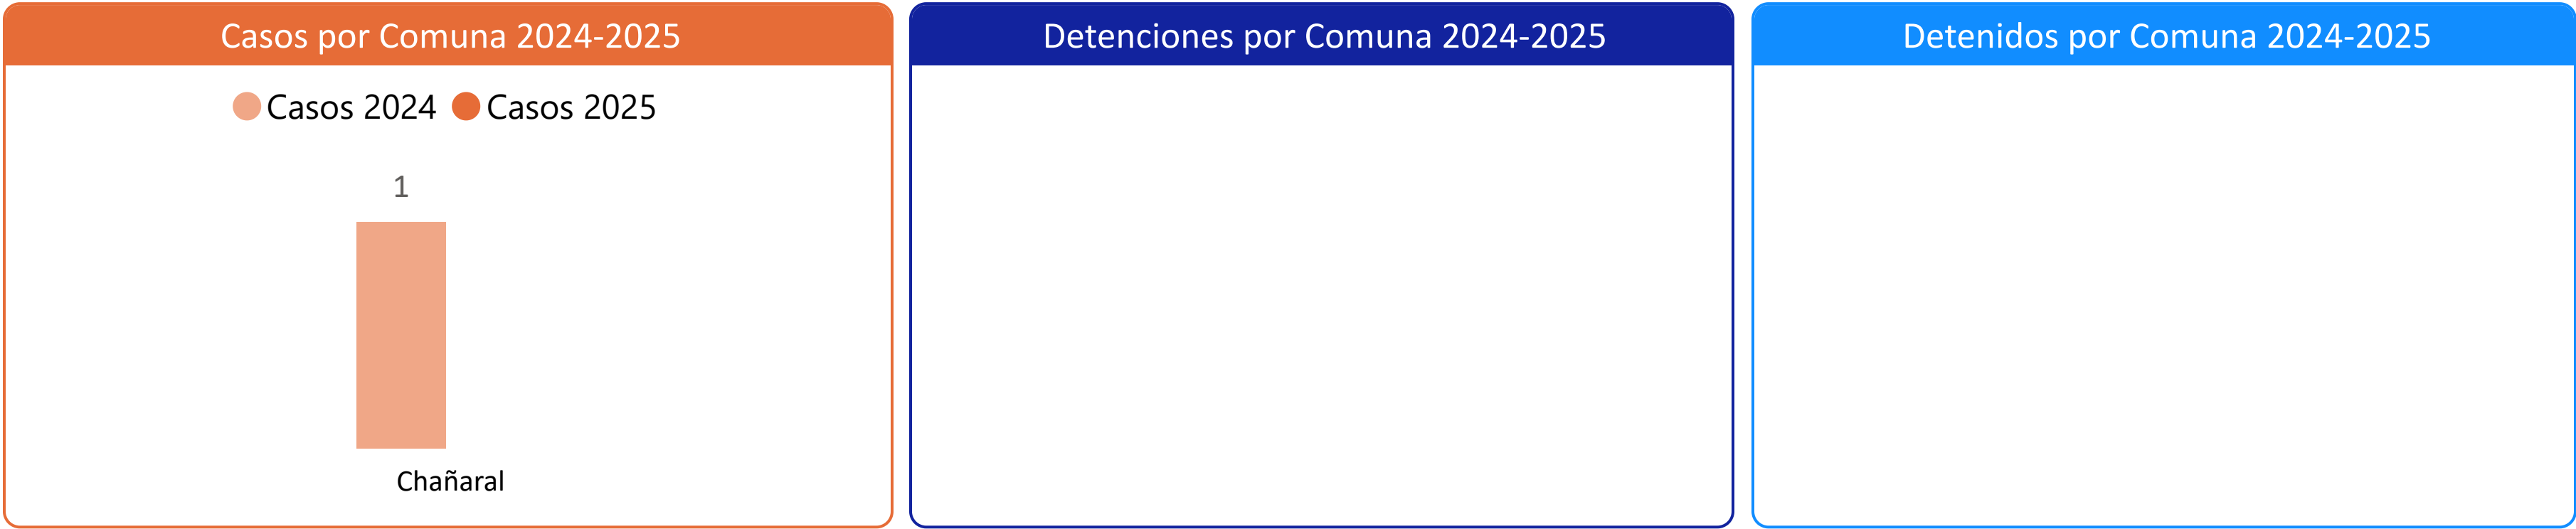 Casos por Comuna 2024-2025
Casos 2024 Casos 2025
1
Chañaral
Detenciones por Comuna 2024-2025
Detenidos por Comuna 2024-2025